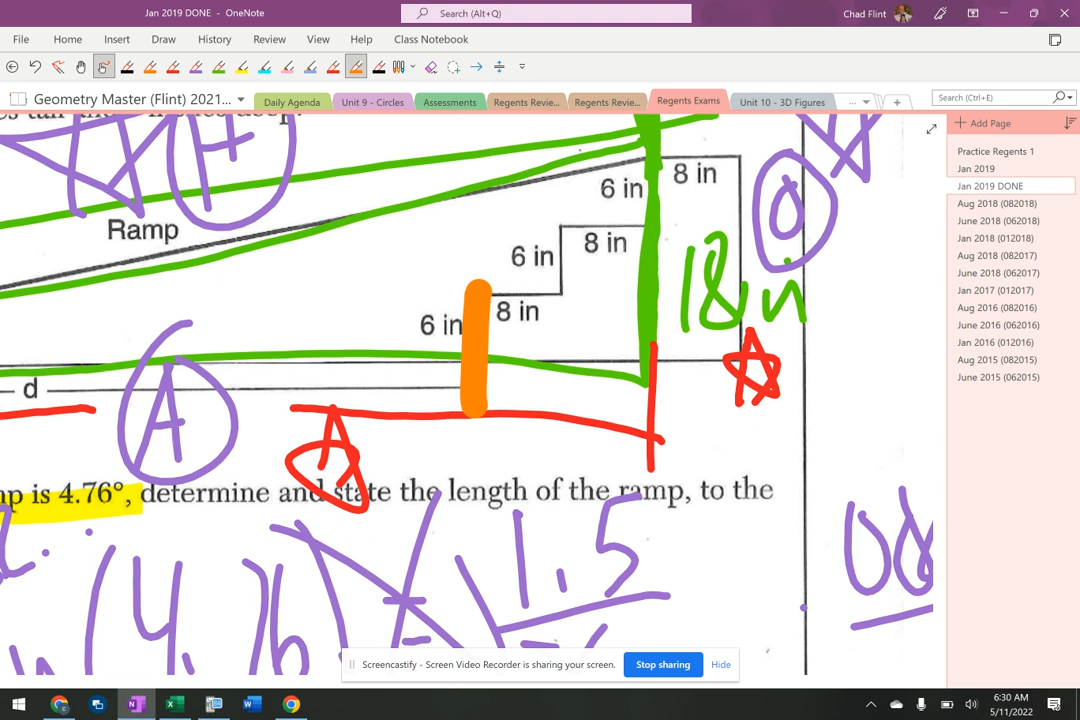 Jan 2019 DONE - OneNote
Search (Alt+Q)
Chad Flint
File Home Insert Draw History Review View Help Class Notebook
Geometry Master (Flint) 2021...
Daily Agenda
Unit 9 - Circles
Assessments
Regents Revie...
Regents Revie...
Regents Exams
Unit 10 - 3D Figures
...
Search (Ctrl+E)
Add Page
Practice Regents 1
Jan 2019
Jan 2019 DONE
Aug 2018 (082018)
June 2018 (062018)
Jan 2018 (012018)
Aug 2018 (082017)
June 2018 (062017)
Jan 2017 (012017)
Aug 2016 (082016)
June 2016 (062016)
Jan 2016 (012016)
Aug 2015 (082015)
June 2015 (062015)
H
O
6 in
8 in
Ramp
6 in
8 in
18 in
6 in
8 in
d
A
A
mp is 4.76°, determine and state the length of the ramp, to the
(4.76)
1.5
Screencastify - Screen Video Recorder is sharing your screen.
Stop sharing
Hide
6:30 AM
5/11/2022